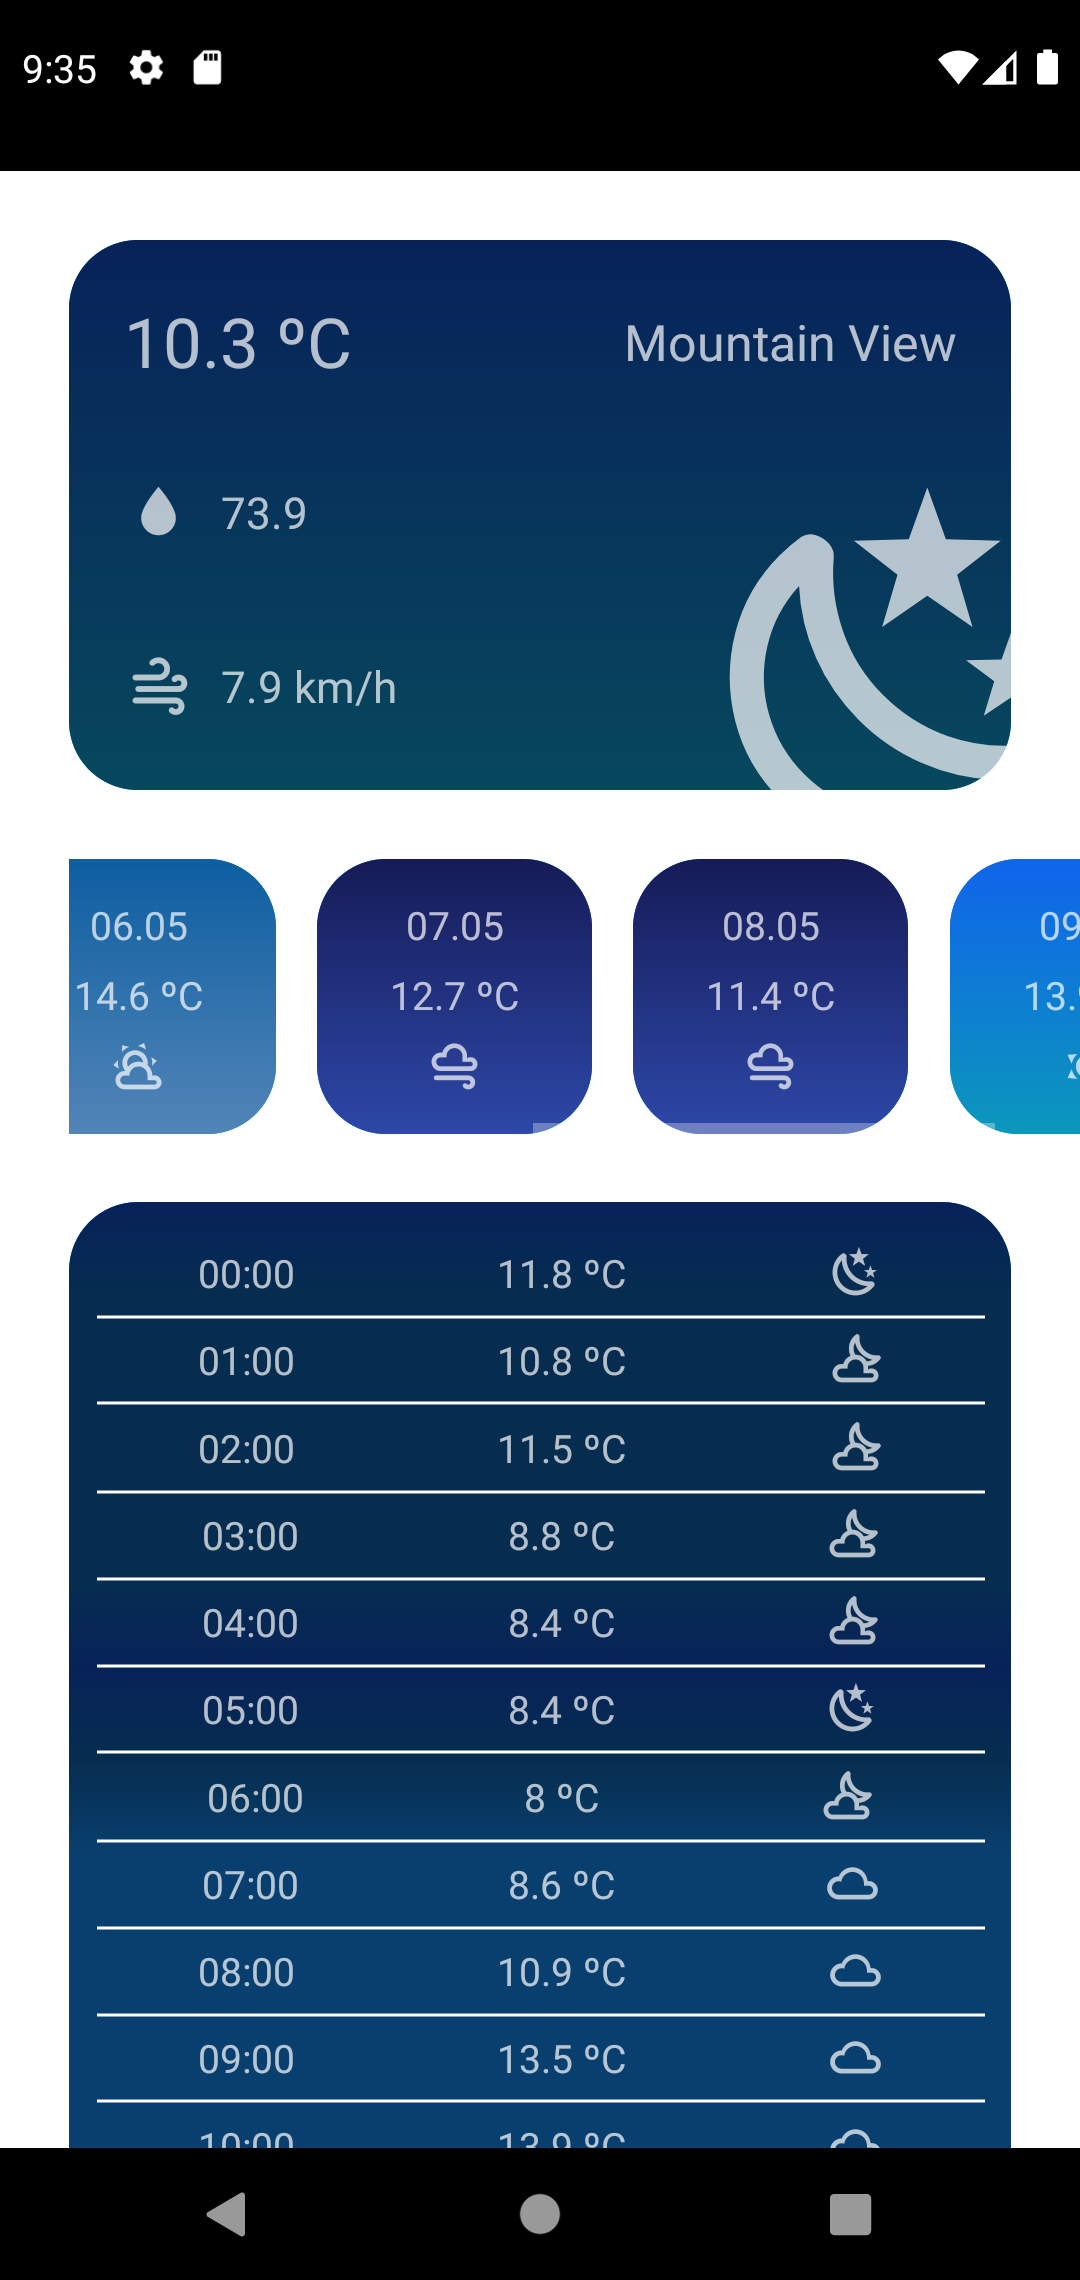 9:35
10.3 ºC
Mountain View
73.9
7.9 km/h
06.05
14.6 ºC
07.05
12.7 ºC
08.05
11.4 ºC
09
13.
00:00 11.8 ºC
01:00 10.8 ºC
02:00 11.5 ºC
03:00 8.8 ºC
04:00 8.4 ºC
05:00 8.4 ºC
06:00 8 ºC
07:00 8.6 ºC
08:00 10.9 ºC
09:00 13.5 ºC
10:00 13.9 ºC